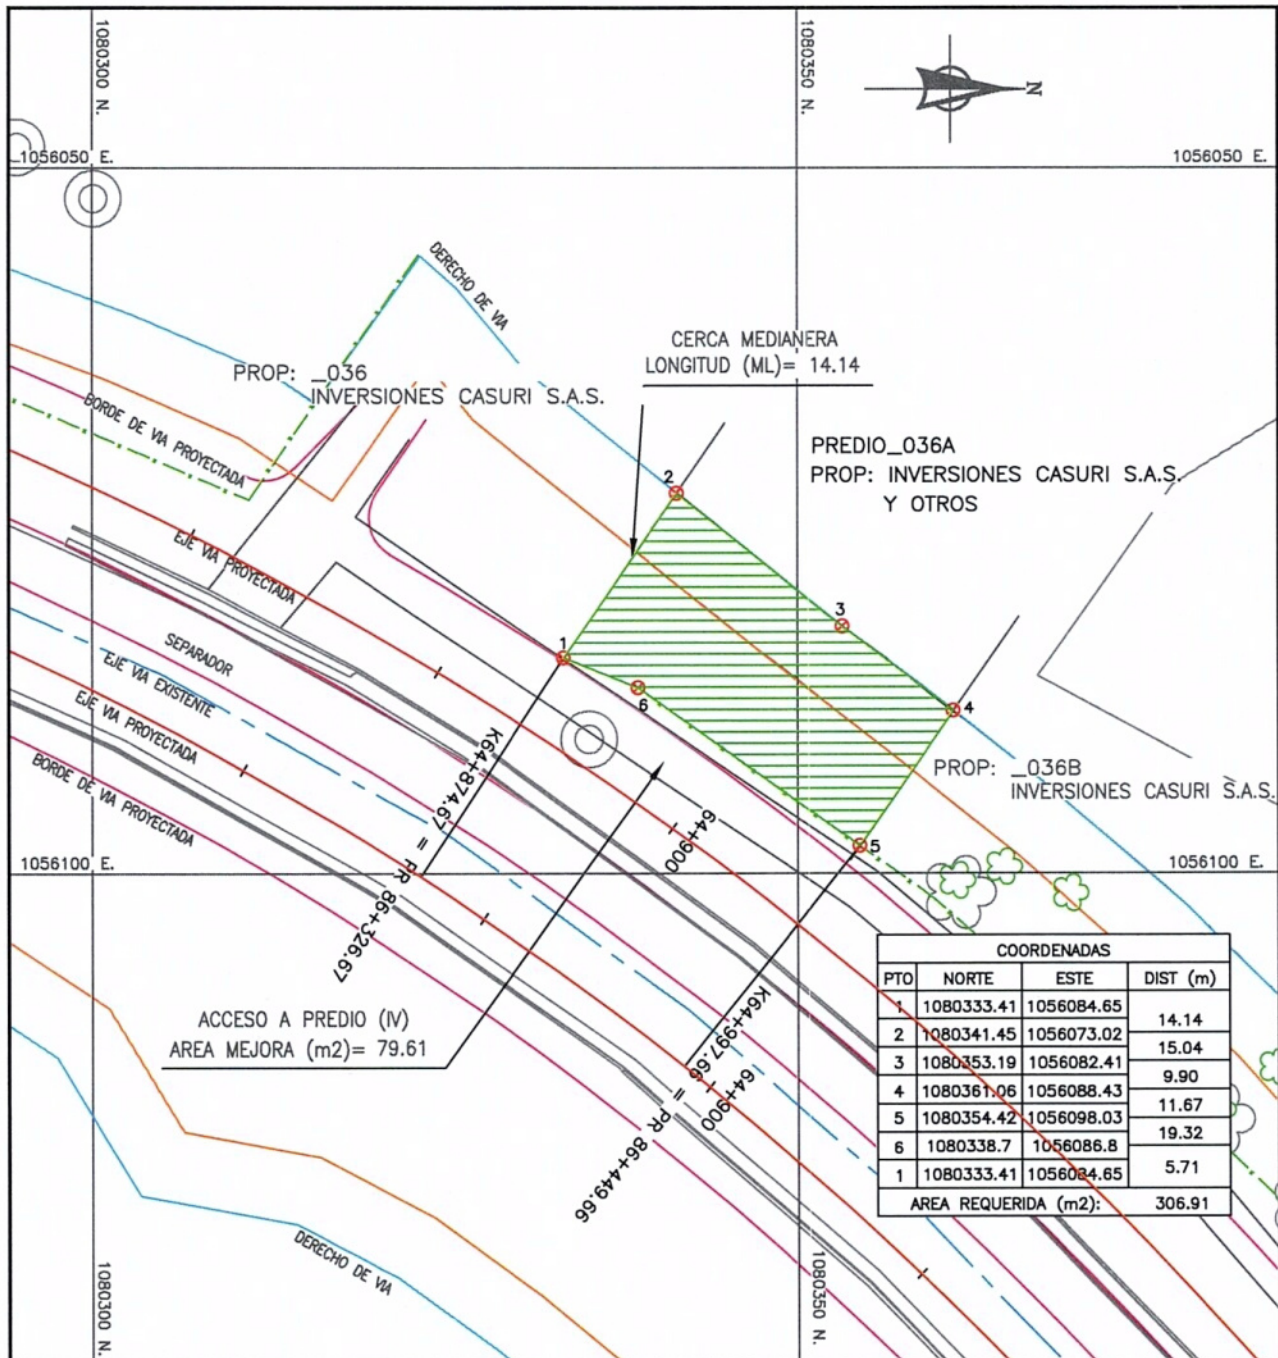 1080300 N.
1080350 N.
N
1056050 E.
1056050 E.
DERECHO DE VIA
CERCA MEDIANERA
LONGITUD (ML)= 14.14
PROP: _036
INVERSIONES CASURI S.A.S.
BORDE DE VIA PROYECTADA
PREDIO_036A
PROP: INVERSIONES CASURI S.A.S.
Y OTROS
2
EJE VIA PROYECTADA
3
1
SEPARADOR
EJE VIA EXISTENTE
6
4
EJE VIA PROYECTADA
BORDE DE VIA PROYECTADA
K64+874.67 = PR 86+326.67
64+900
PROP: _036B
INVERSIONES CASURI S.A.S.
5
1056100 E.
1056100 E.
K64+997.66 = PR 86+449.66
64+900
ACCESO A PREDIO (IV)
AREA MEJORA (m2)= 79.61
COORDENADAS
PTO NORTE ESTE DIST (m)
1 1080333.41 1056084.65
14.14
2 1080341.45 1056073.02
15.04
3 1080353.19 1056082.41
9.90
4 1080361.06 1056088.43
11.67
5 1080354.42 1056098.03
19.32
6 1080338.7 1056086.8
5.71
1 1080333.41 1056084.65
AREA REQUERIDA (m2): 306.91
DERECHO DE VIA
1080300 N.
1080350 N.